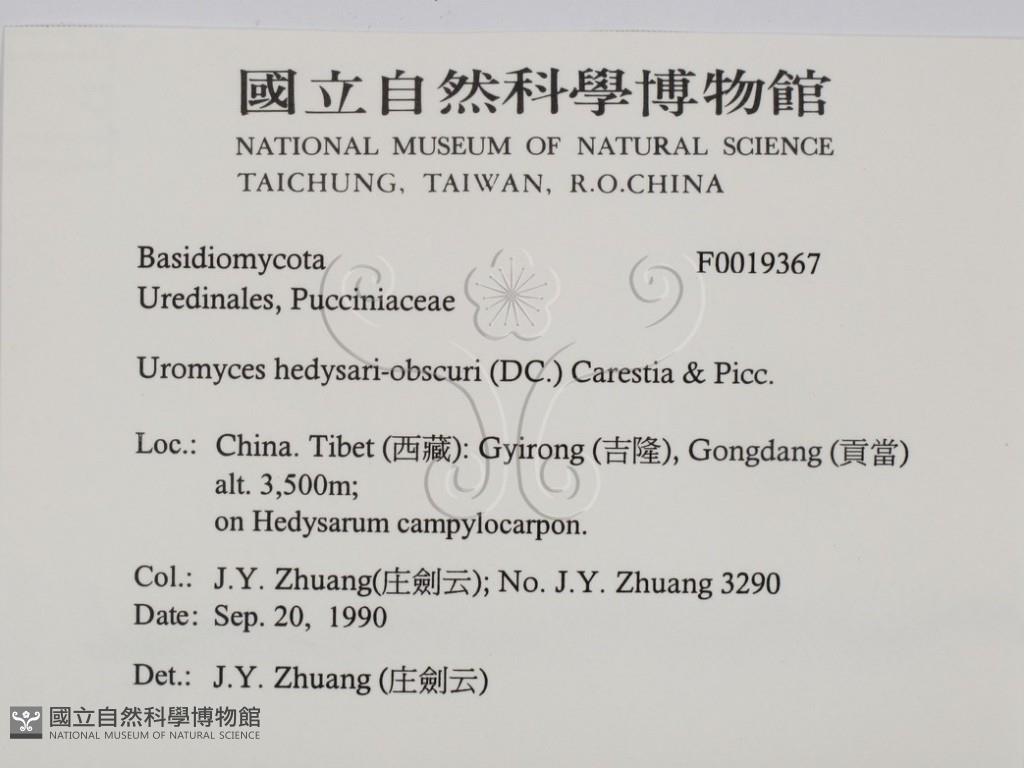 國立自然科學博物館
NATIONAL MUSEUM OF NATURAL SCIENCE
TAICHUNG, TAIWAN, R.O.CHINA
Basidiomycota F0019367
Uredinales, Pucciniaceae
Uromyces hedysari-obscuri (DC.) Carestia & Picc.
Loc.: China. Tibet (西藏): Gyirong (吉隆), Gongdang (貢當)
alt. 3,500m;
on Hedysarum campylocarpon.
Col.: J.Y. Zhuang(庄劍云); No. J.Y. Zhuang 3290
Date: Sep. 20, 1990
Det.: J.Y. Zhuang (庄劍云)
國立自然科學博物館
NATIONAL MUSEUM OF NATURAL SCIENCE